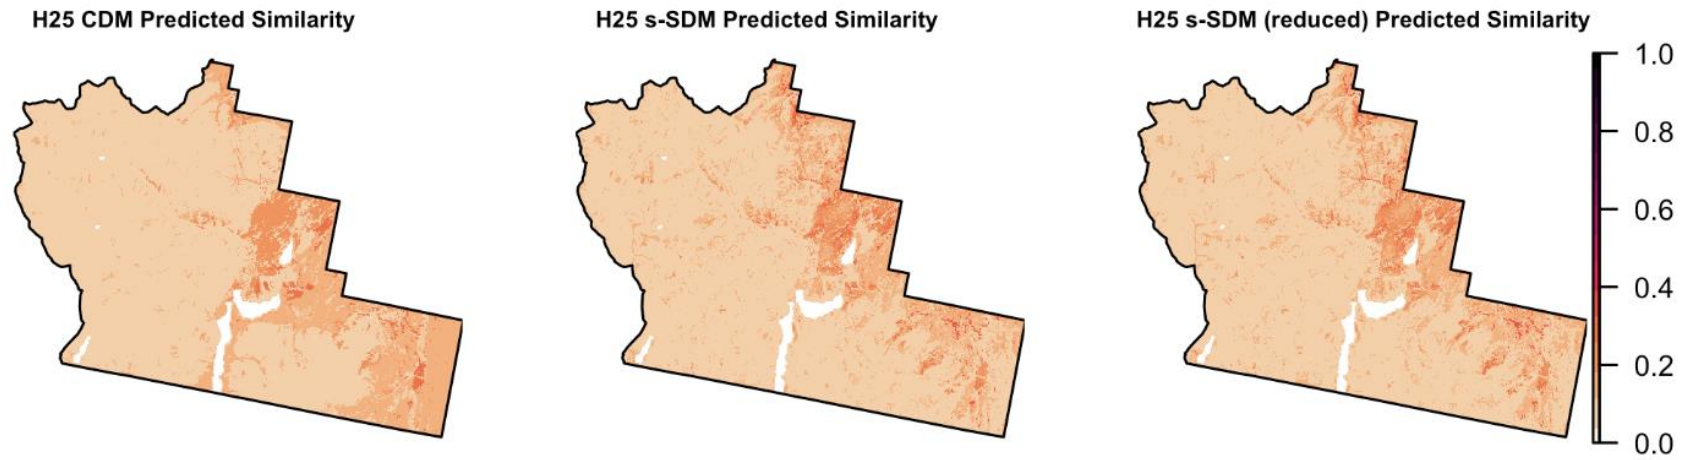 H25 CDM Predicted Similarity
H25 s-SDM Predicted Similarity
H25 s-SDM (reduced) Predicted Similarity
1.0
0.8
0.6
0.4
0.2
0.0